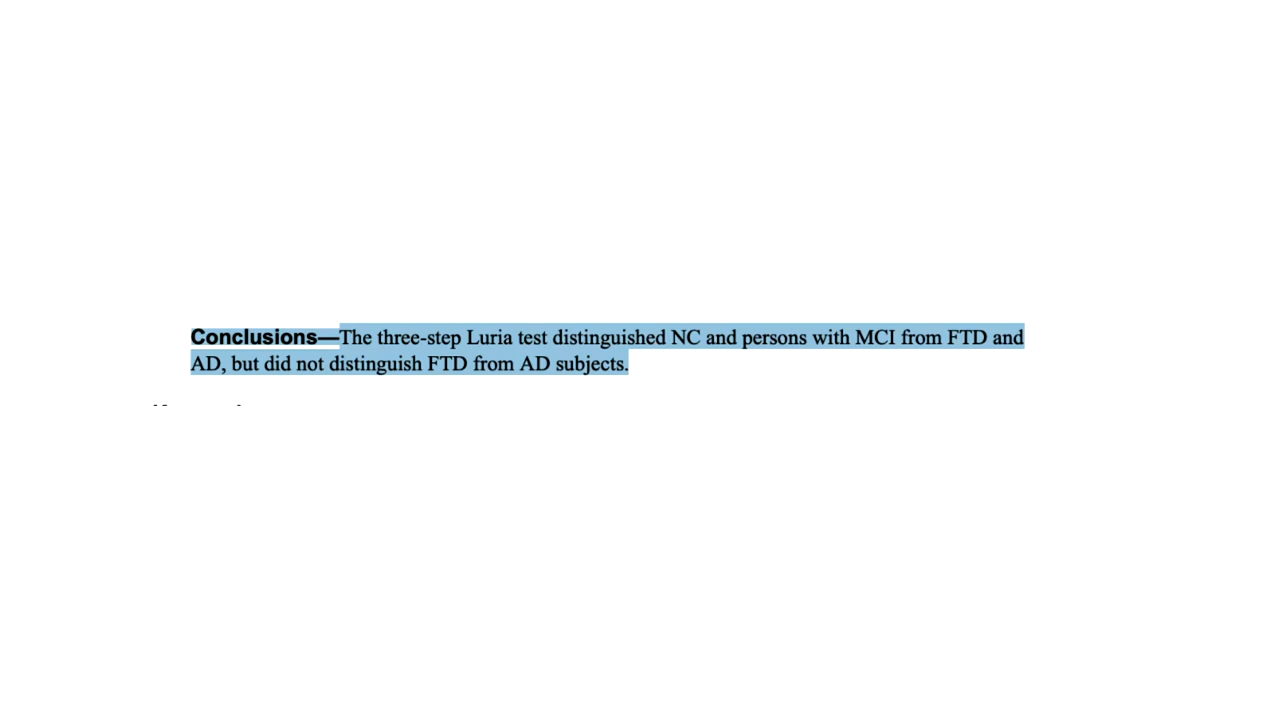 Conclusions—The three-step Luria test distinguished NC and persons with MCI from FTD and
AD, but did not distinguish FTD from AD subjects.